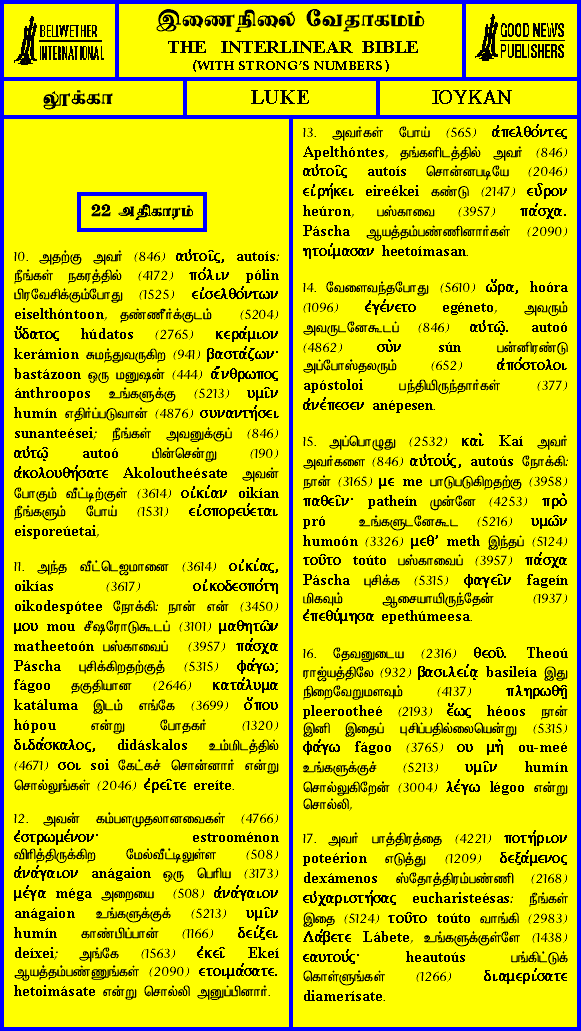 BELLWETHER
INTERNATIONAL
இணைநிலை வேதாகமம்
THE INTERLINEAR BIBLE
(WITH STRONG'S NUMBERS)
GOOD NEWS
PUBLISHERS
லூக்கா
LUKE
ΙΟΥΚΑΝ
22 அதிகாரம்
10. அதற்கு அவர் (846) αὐτοῖς, autoís:
நீங்கள் நகரத்தில் (4172) πόλιν pólin
பிரவேசிக்கும்போது (1525) εἰσελθόντων
eiselthóntoon, தண்ணீர்க்குடம் (5204)
ὕδατος húdatos (2765) κεράμιον
kerámion சுமந்துவருகிற (941) βαστάζων·
bastázoon ஒரு மனுஷன் (444) ἄνθρωπος
ánthroopos உங்களுக்கு (5213) υμῖν
humín எதிர்ப்படுவான் (4876) συναντήσει
sunanteései; நீங்கள் அவனுக்குப் (846)
αὐτῷ autoó பின்சென்று (190)
ἀκολουθήσατε Akoloutheésate அவன்
போகும் வீட்டிற்குள் (3614) οἰκίαν oikían
நீங்களும் போய் (1531) εἰσπορεύεται
eisporeúetai,
11. அந்த வீட்டெஜமானை (3614) οἰκίας,
oikías (3617) οἰκοδεσπότη
oikodespótee நோக்கி: நான் என் (3450)
μου mou சீஷரோடுகூடப் (3101) μαθητῶν
matheetoón பஸ்காவைப் (3957) πάσχα
Páscha புசிக்கிறதற்குத் (5315) φάγω;
fágoo தகுதியான (2646) κατάλυμα
katáluma இடம் எங்கே (3699) ὅπου
hópou என்று போதகர் (1320)
διδάσκαλος, didáskalos உம்மிடத்தில்
(4671) σοι soi கேட்கச் சொன்னார் என்று
சொல்லுங்கள் (2046) ἐρεῖτε ereíte.
12. அவன் கம்பளமுதலானவைகள் (4766)
ἐστρωμένον· estrooménon
விரித்திருக்கிற மேல்வீட்டிலுள்ள (508)
ἀνάγαιον anágaion ஒரு பெரிய (3173)
μέγα méga அறையை (508) ἀνάγαιον
anágaion உங்களுக்குக் (5213) υμῖν
humín காண்பிப்பான் (1166) δείξει
deíxei; அங்கே (1563) ἐκεῖ Ekeí
ஆயத்தம்பண்ணுங்கள் (2090) ετοιμάσατε.
hetoimásate என்று சொல்லி அனுப்பினார்.
13. அவர்கள் போய் (565) ἀπελθόντες
Apelthóntes, தங்களிடத்தில் அவர் (846)
αὐτοῖς autoís சொன்னபடியே (2046)
εἰρήκει eireékei கண்டு (2147) εὗρον
heúron, பஸ்காவை (3957) πάσχα.
Páscha ஆயத்தம்பண்ணினார்கள் (2090)
ητοίμασαν heetoímasan.
14. வேளைவந்தபோது (5610) ὥρα, hoóra
(1096) ἐγένετο egéneto, அவரும்
அவருடனேகூடப் (846) αὐτῷ. autoó
(4862) σὺν sún பன்னிரண்டு
அப்போஸ்தலரும் (652) ἀπόστολοι
apóstoloi பந்தியிருந்தார்கள் (377)
ἀνέπεσεν anépesen.
15. அப்பொழுது (2532) καὶ Kaí அவர்
அவர்களை (846) αὐτούς, autoús நோக்கி:
நான் (3165) με me பாடுபடுகிறதற்கு (3958)
παθεῖν· patheín முன்னே (4253) πρὸ
pró உங்களுடனேகூட (5216) υμῶν
humoón (3326) μεθ' meth இந்தப் (5124)
τοῦτο toúto பஸ்காவைப் (3957) πάσχα
Páscha புசிக்க (5315) φαγεῖν fageín
மிகவும் ஆசையாயிருந்தேன் (1937)
ἐπεθύμησα epethúmeesa.
16. தேவனுடைய (2316) θεοῦ. Theoú
ராஜ்யத்திலே (932) βασιλείᾳ basileía இது
நிறைவேறுமளவும் (4137) πληρωθῇ
pleerootheé (2193) ἕως héoos நான்
இனி இதைப் புசிப்பதில்லையென்று (5315)
φάγω fágoo (3765) ου μὴ ou-meé
உங்களுக்குச் (5213) υμῖν humín
சொல்லுகிறேன் (3004) λέγω légoo என்று
சொல்லி,
17. அவர் பாத்திரத்தை (4221) ποτήριον
poteérion எடுத்து (1209) δεξάμενος
dexámenos ஸ்தோத்திரம்பண்ணி (2168)
εὐχαριστήσας eucharisteésas: நீங்கள்
இதை (5124) τοῦτο toúto வாங்கி (2983)
Λάβετε Lábete, உங்களுக்குள்ளே (1438)
εαυτούς· heautoús பங்கிட்டுக்
கொள்ளுங்கள் (1266) διαμερίσατε
diamerísate.